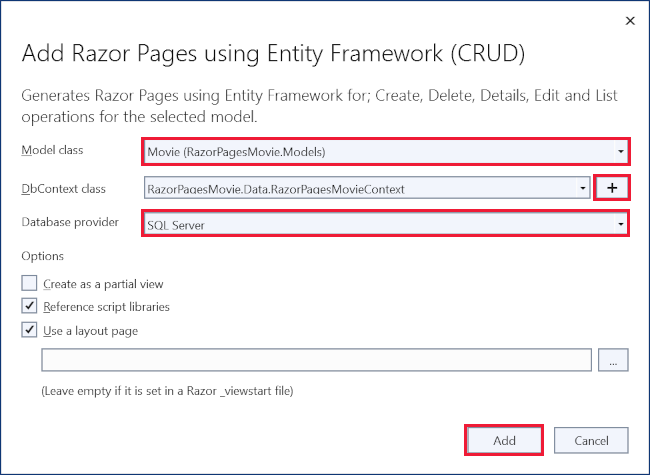 Add Razor Pages using Entity Framework (CRUD)
Generates Razor Pages using Entity Framework for; Create, Delete, Details, Edit and List
operations for the selected model.
Model class
Movie (RazorPagesMovie.Models)
DbContext class
RazorPagesMovie.Data.RazorPagesMovieContext
+
Database provider
SQL Server
Options
Create as a partial view
Reference script libraries
Use a layout page
...
(Leave empty if it is set in a Razor _viewstart file)
Add
Cancel